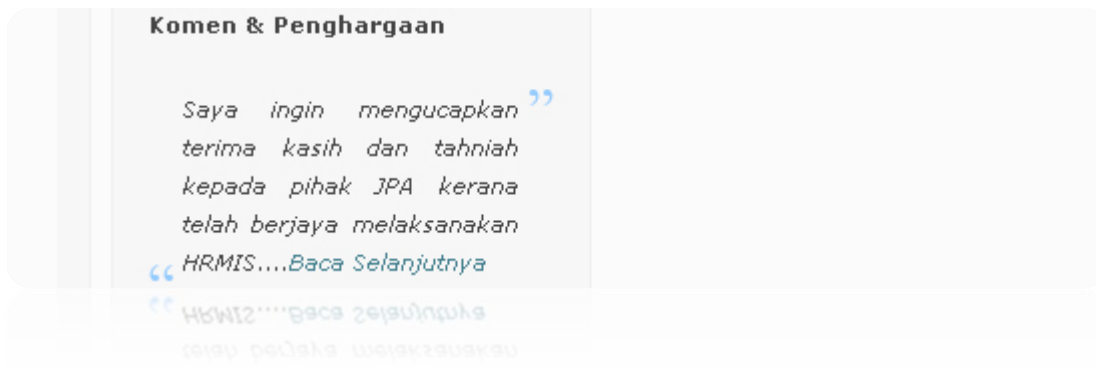 Komen & Penghargaan
Saya ingin mengucapkan ”
terima kasih dan tahniah
kepada pihak JPA kerana
telah berjaya melaksanakan
“ HRMIS....Baca Selanjutnya